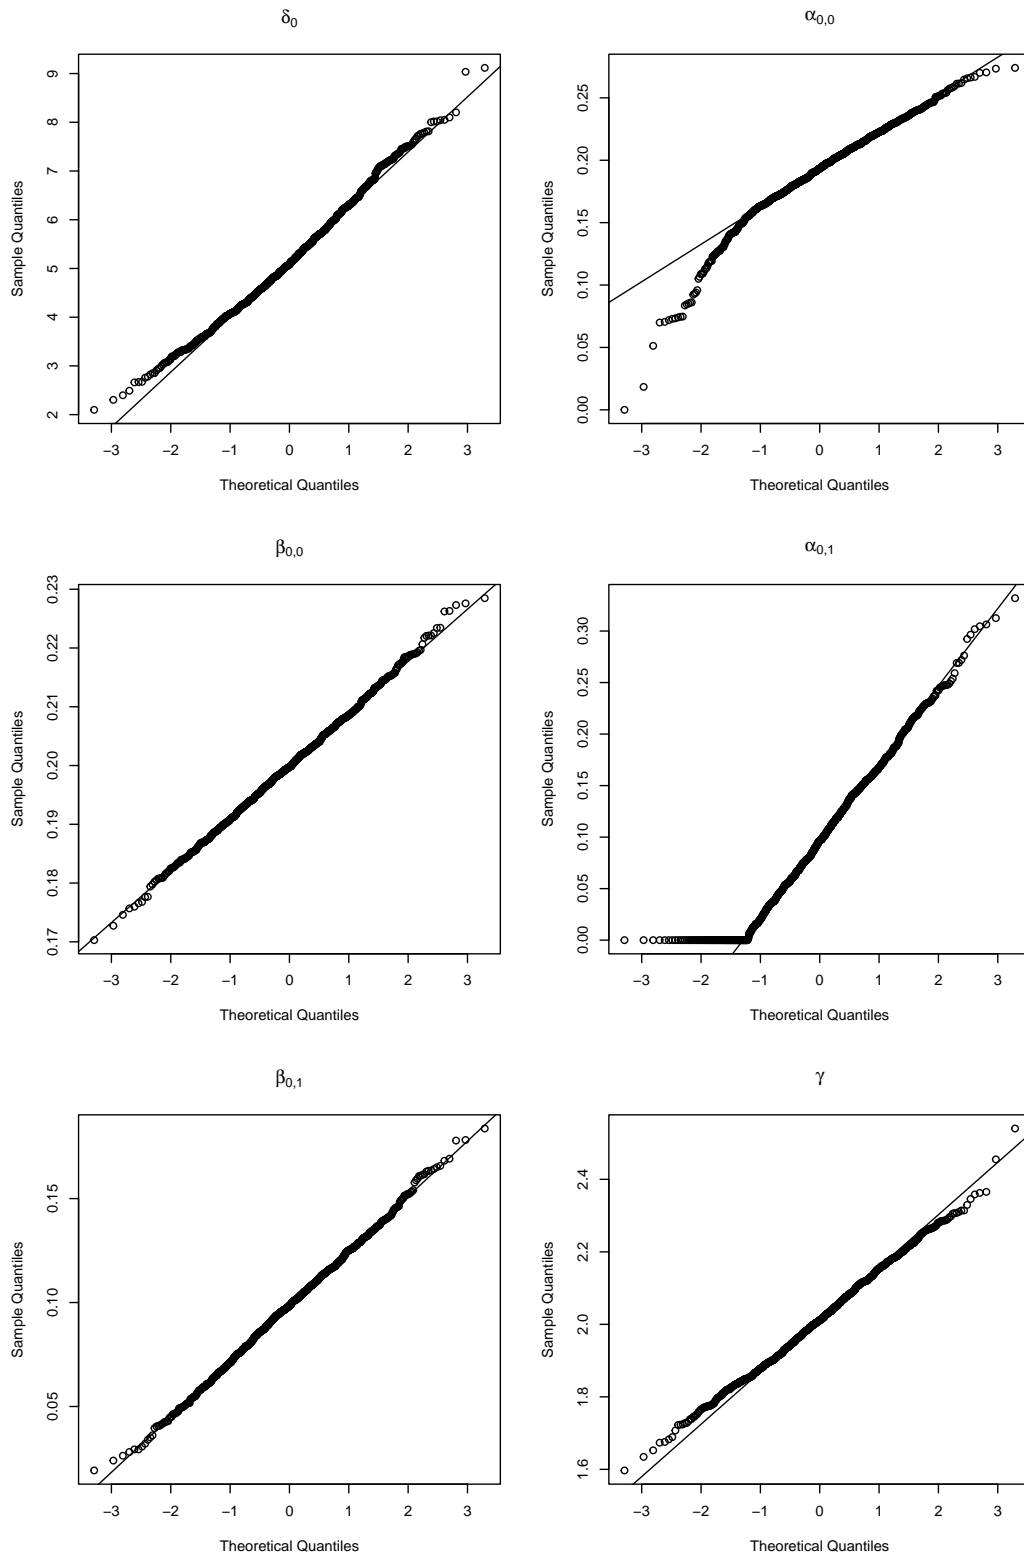 δ0
Sample Quantiles
9
8
7
6
5
4
3
2
−3 −2 −1 0 1 2 3
Theoretical Quantiles
α0,0
Sample Quantiles
0.25
0.20
0.15
0.10
0.05
0.00
−3 −2 −1 0 1 2 3
Theoretical Quantiles
β0,0
Sample Quantiles
0.23
0.22
0.21
0.20
0.19
0.18
0.17
−3 −2 −1 0 1 2 3
Theoretical Quantiles
α0,1
Sample Quantiles
0.30
0.25
0.20
0.15
0.10
0.05
0.00
−3 −2 −1 0 1 2 3
Theoretical Quantiles
β0,1
Sample Quantiles
0.15
0.10
0.05
−3 −2 −1 0 1 2 3
Theoretical Quantiles
γ
Sample Quantiles
2.4
2.2
2.0
1.8
1.6
−3 −2 −1 0 1 2 3
Theoretical Quantiles